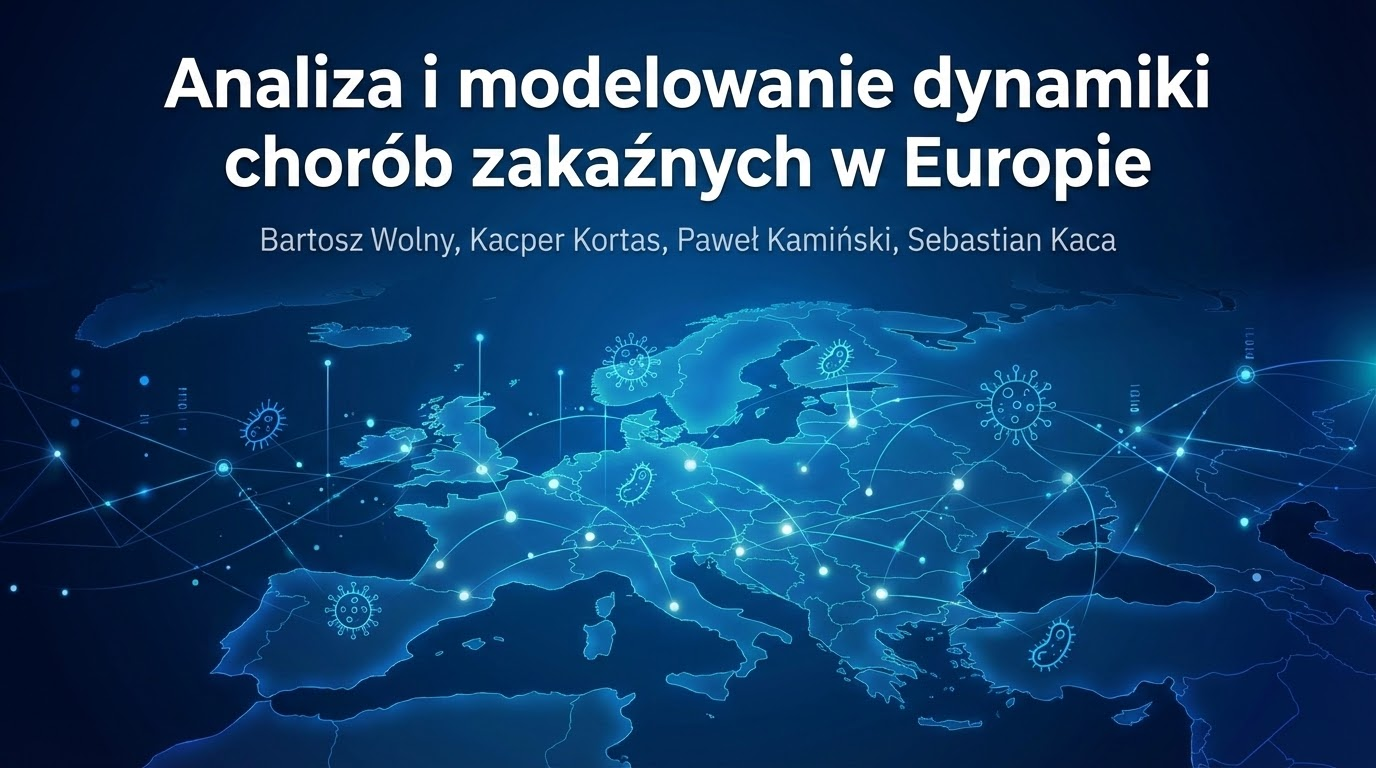 Analiza i modelowanie dynamiki
chorób zakaźnych w Europie
Bartosz Wolny, Kacper Kortas, Paweł Kamiński, Sebastian Kaca